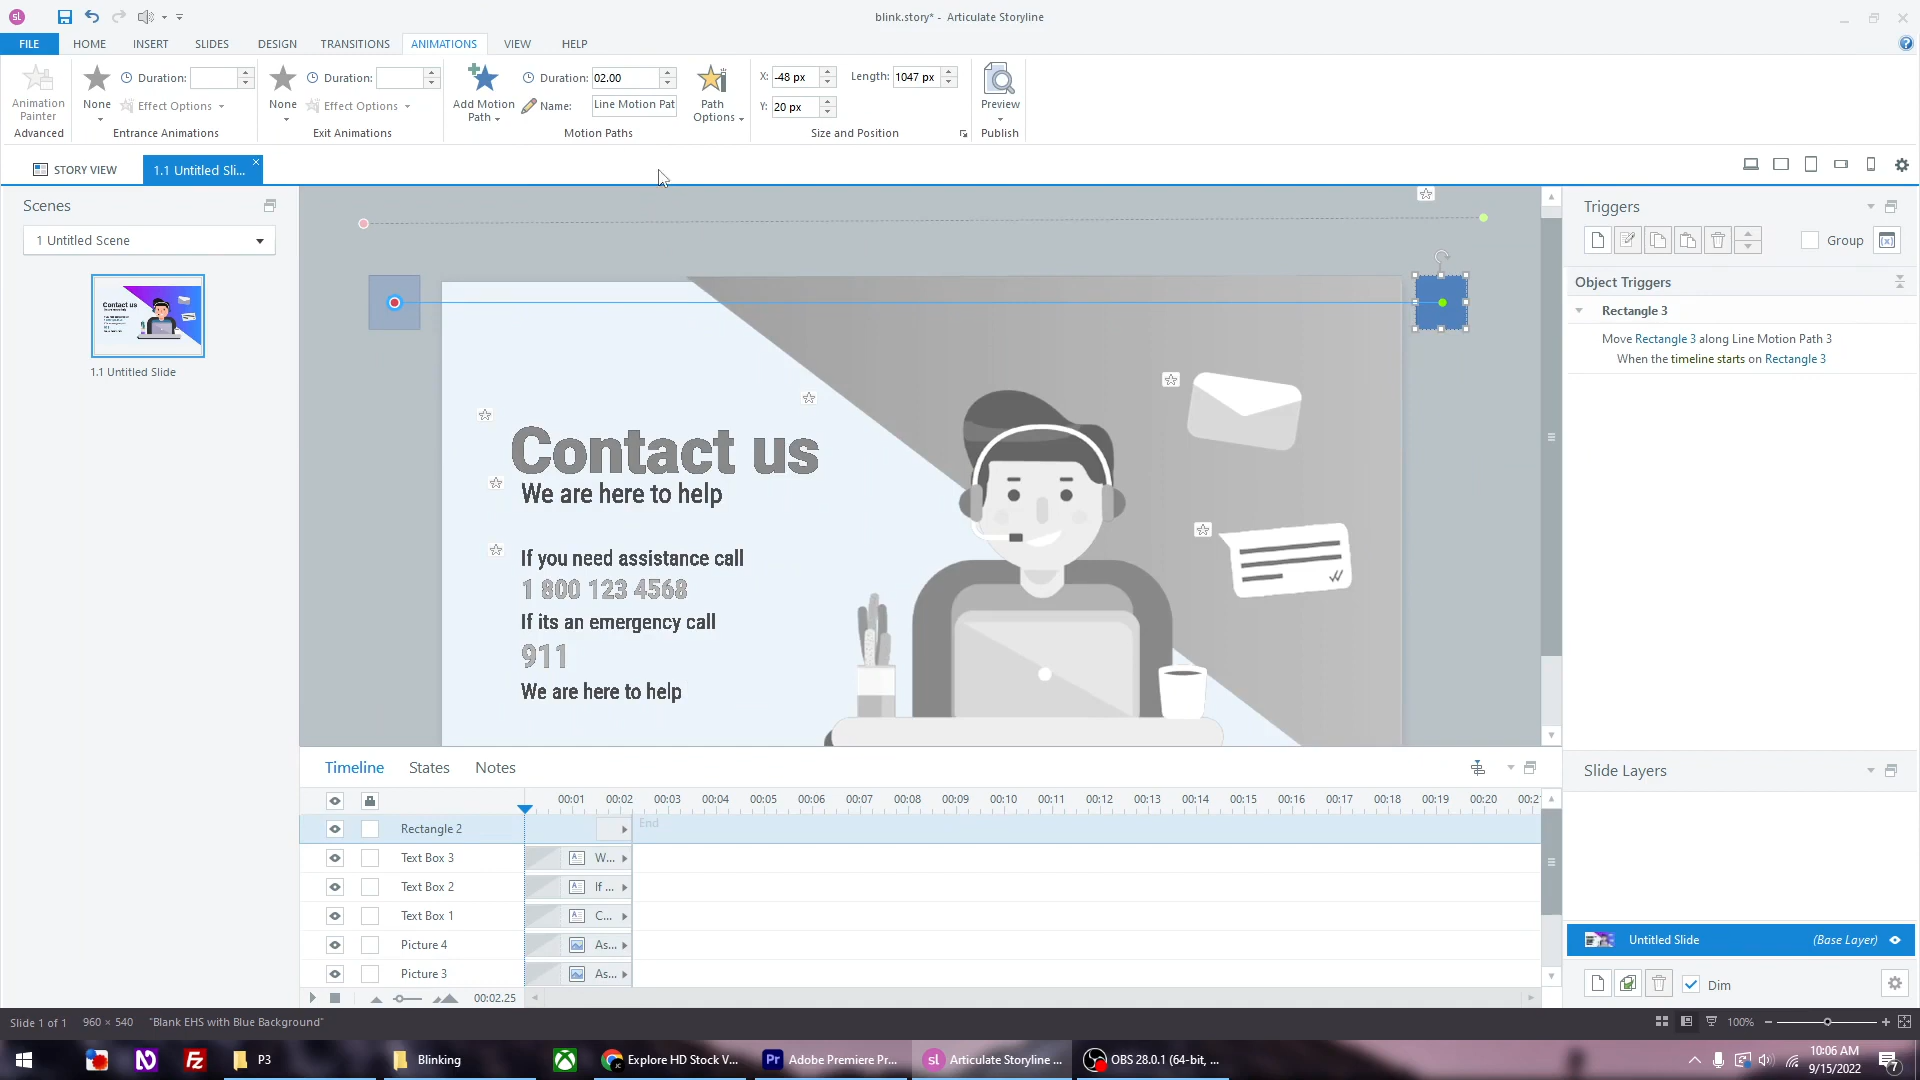 sl
blink.story* - Articulate Storyline
FILE HOME INSERT SLIDES DESIGN TRANSITIONS ANIMATIONS VIEW HELP
Animation Painter
Advanced
None
Duration:
Effect Options
Entrance Animations
None
Duration:
Effect Options
Exit Animations
Add Motion Path
Duration: 02.00
Name: Line Motion Pat
Path Options
Motion Paths
X: -48 px
Length: 1047 px
Y: 20 px
Size and Position
Preview
Publish
STORY VIEW
1.1 Untitled Sli...
Scenes
1 Untitled Scene
Contact us
1.1 Untitled Slide
Contact us
We are here to help
If you need assistance call
1 800 123 4568
If its an emergency call
911
We are here to help
Triggers
Group
Object Triggers
Rectangle 3
Move Rectangle 3 along Line Motion Path 3
When the timeline starts on Rectangle 3
Timeline States Notes
00:01 00:02 00:03 00:04 00:05 00:06 00:07 00:08 00:09 00:10 00:11 00:12 00:13 00:14 00:15 00:16 00:17 00:18 00:19 00:20 00:21
Rectangle 2
End
Text Box 3 W...
Text Box 2 If ...
Text Box 1 C...
Picture 4 As...
Picture 3 As...
00:02.25
Slide Layers
Untitled Slide (Base Layer)
Dim
Slide 1 of 1 960 × 540 "Blank EHS with Blue Background"
100%
P3
Blinking
Explore HD Stock V...
Pr Adobe Premiere Pr...
sl Articulate Storyline ...
OBS 28.0.1 (64-bit, ...
10:06 AM
9/15/2022
7